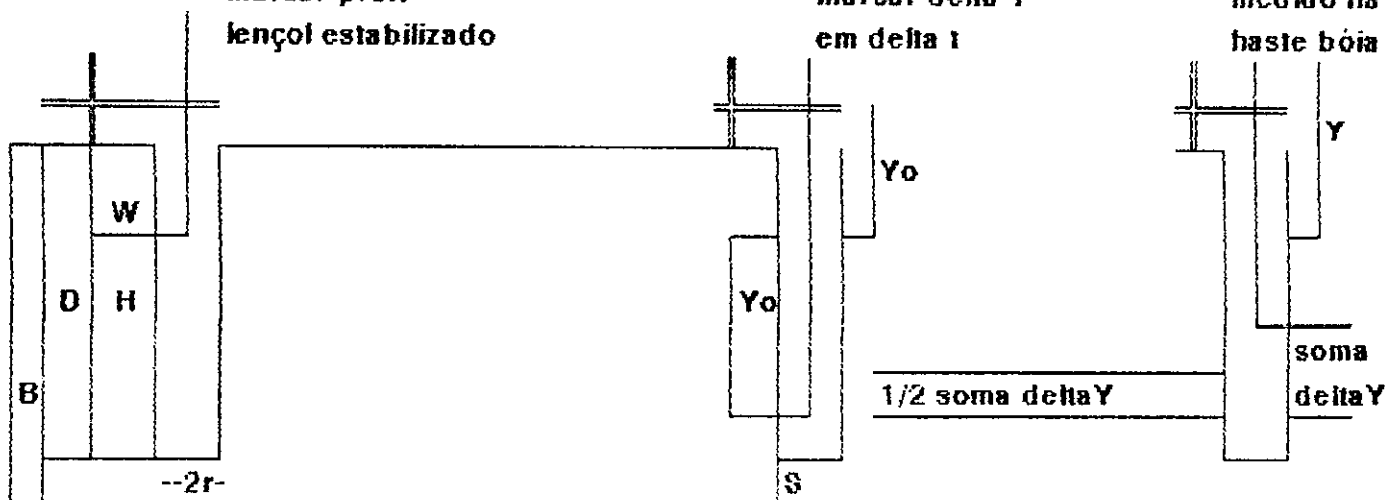 lençol estabilizado
em delta t
haste bóia
Y
Yo
W
D
H
Yo
soma
B
1/2 soma deltaY
deltaY
--2r-
S